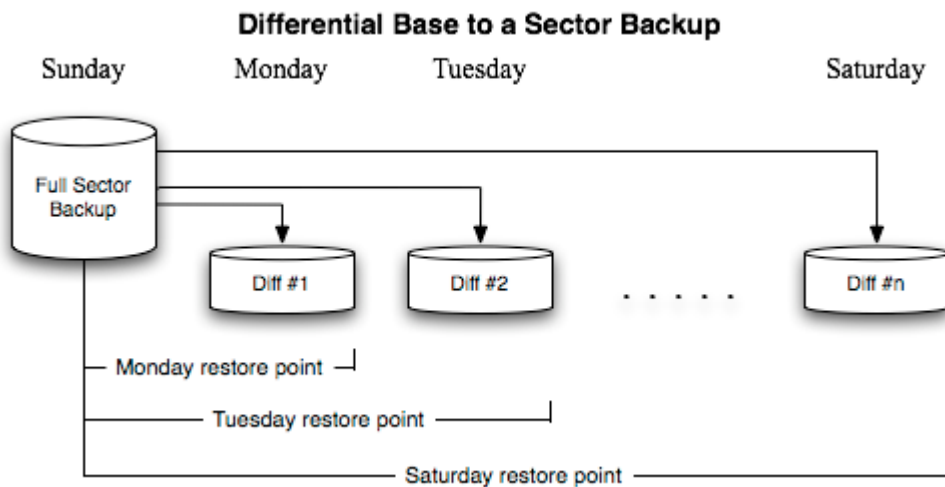 Differential Base to a Sector Backup
Sunday Monday Tuesday Saturday
Full Sector
Backup
Diff #1 Diff #2 . . . . . Diff #n
Monday restore point
Tuesday restore point
Saturday restore point